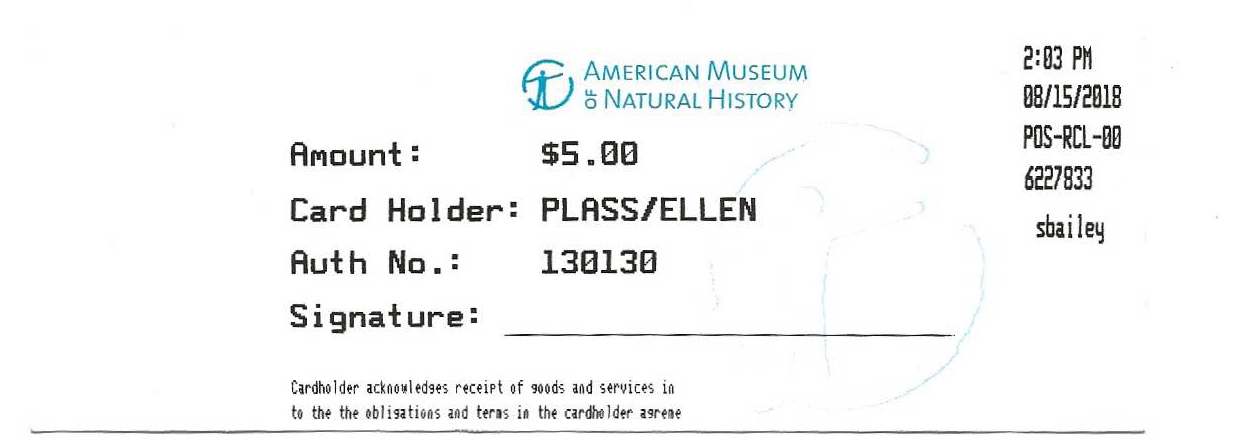 AMERICAN MUSEUM
OF NATURAL HISTORY
Amount: $5.00
Card Holder: PLASS/ELLEN
Auth No.: 130130
Signature:
Cardholder acknowledges receipt of goods and services in
to the the obligations and terms in the cardholder agreme
2:03 PM
08/15/2018
POS-RCL-00
6227833
sbailey